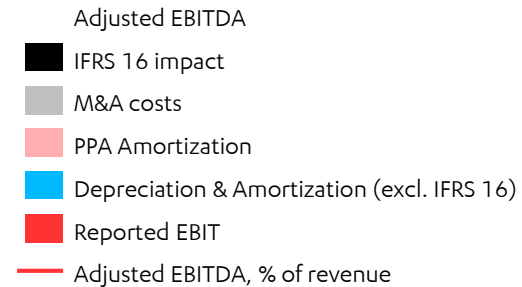 Adjusted EBITDA
IFRS 16 impact
M&A costs
PPA Amortization
Depreciation & Amortization (excl. IFRS 16)
Reported EBIT
Adjusted EBITDA, % of revenue